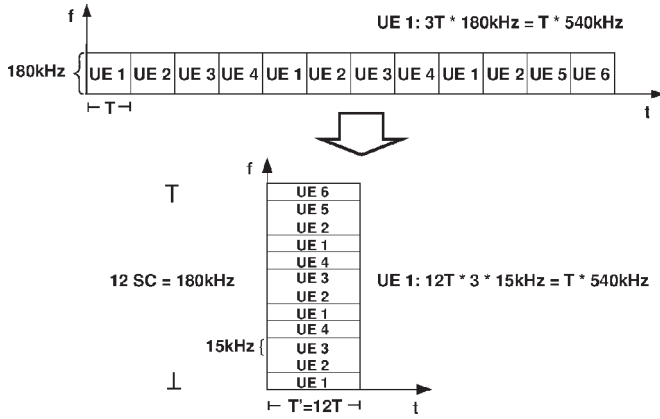 f
UE 1: 3T * 180kHz = T * 540kHz
180kHz
UE 1 UE 2 UE 3 UE 4 UE 1 UE 2 UE 3 UE 4 UE 1 UE 2 UE 5 UE 6
T
t
f
UE 6
UE 5
UE 2
UE 1
UE 4
12 SC = 180kHz
UE 3
UE 1: 12T * 3 * 15kHz = T * 540kHz
UE 2
UE 1
UE 4
15kHz
UE 3
UE 2
UE 1
T'=12T
t